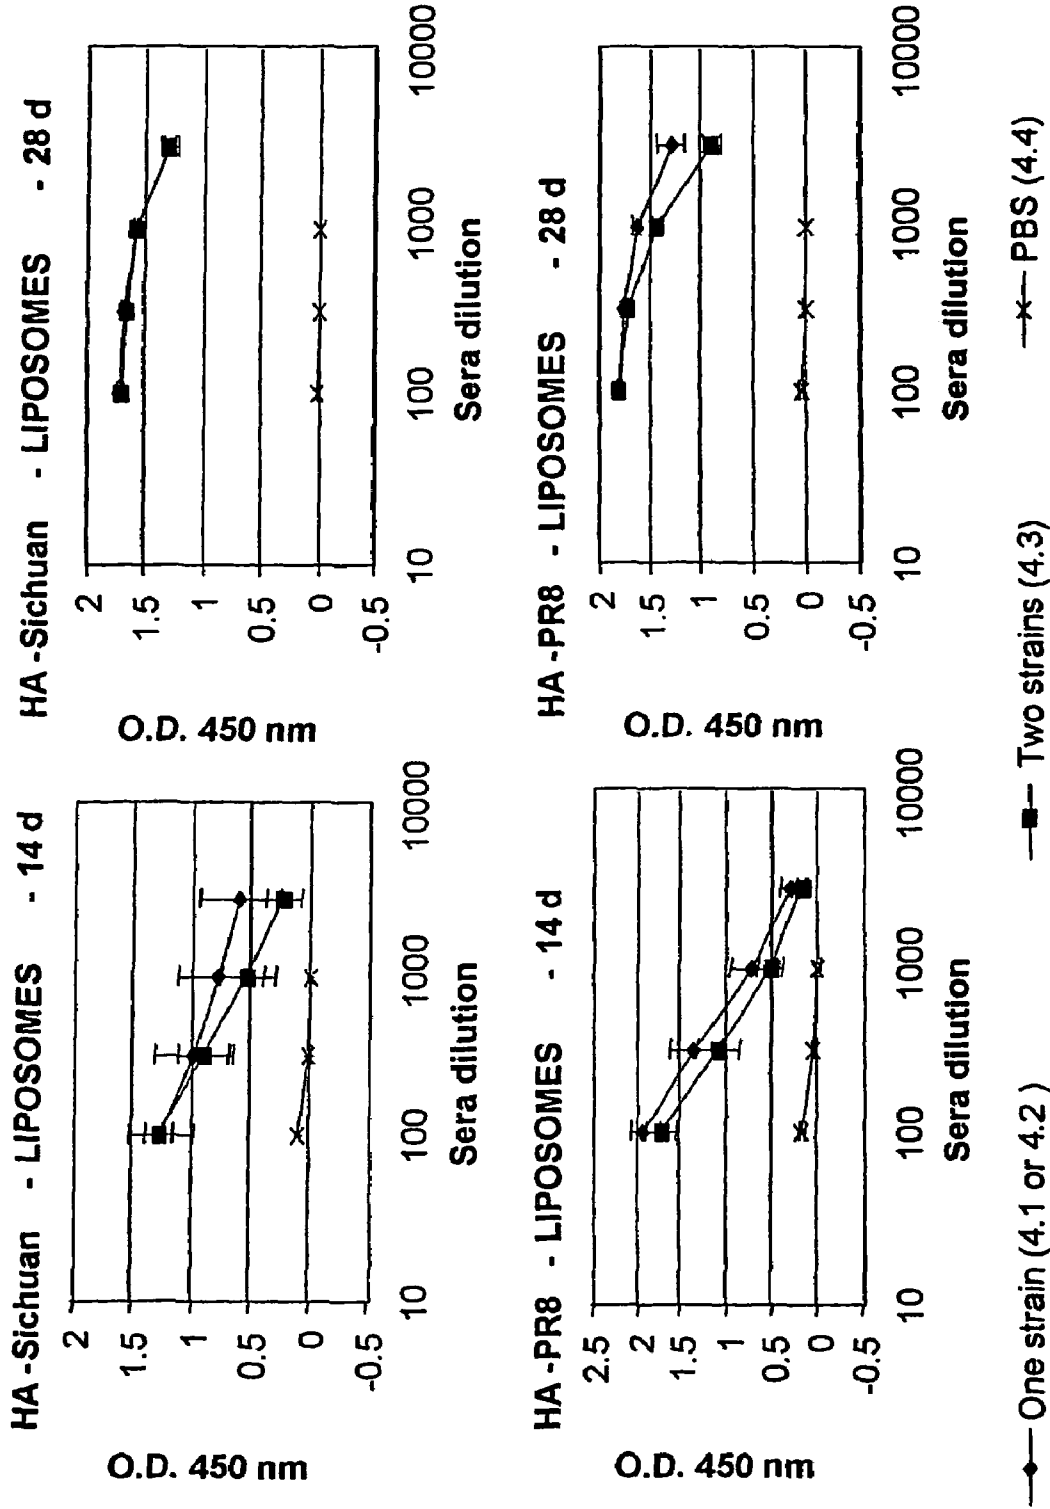 HA -Sichuan - LIPOSOMES - 14 d
O.D. 450 nm
2
1.5
1
0.5
0
-0.5
10 100 1000 10000
Sera dilution
HA -Sichuan - LIPOSOMES - 28 d
O.D. 450 nm
2
1.5
1
0.5
0
-0.5
10 100 1000 10000
Sera dilution
HA -PR8 - LIPOSOMES - 14 d
O.D. 450 nm
2.5
2
1.5
1
0.5
0
-0.5
10 100 1000 10000
Sera dilution
HA -PR8 - LIPOSOMES - 28 d
O.D. 450 nm
2
1.5
1
0.5
0
-0.5
10 100 1000 10000
Sera dilution
One strain (4.1 or 4.2 ) Two strains (4.3) PBS (4.4)